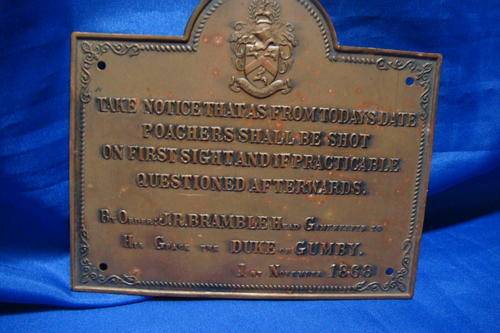 TAKE NOTICE THAT AS FROM TODAYS DATE
POACHERS SHALL BE SHOT
ON FIRST SIGHT AND IF PRACTICABLE
QUESTIONED AFTERWARDS.
By Order: J.R. BRAMBLE Head Gamekeeper to
His Grace the DUKE of GUMBY.
1st November 1868